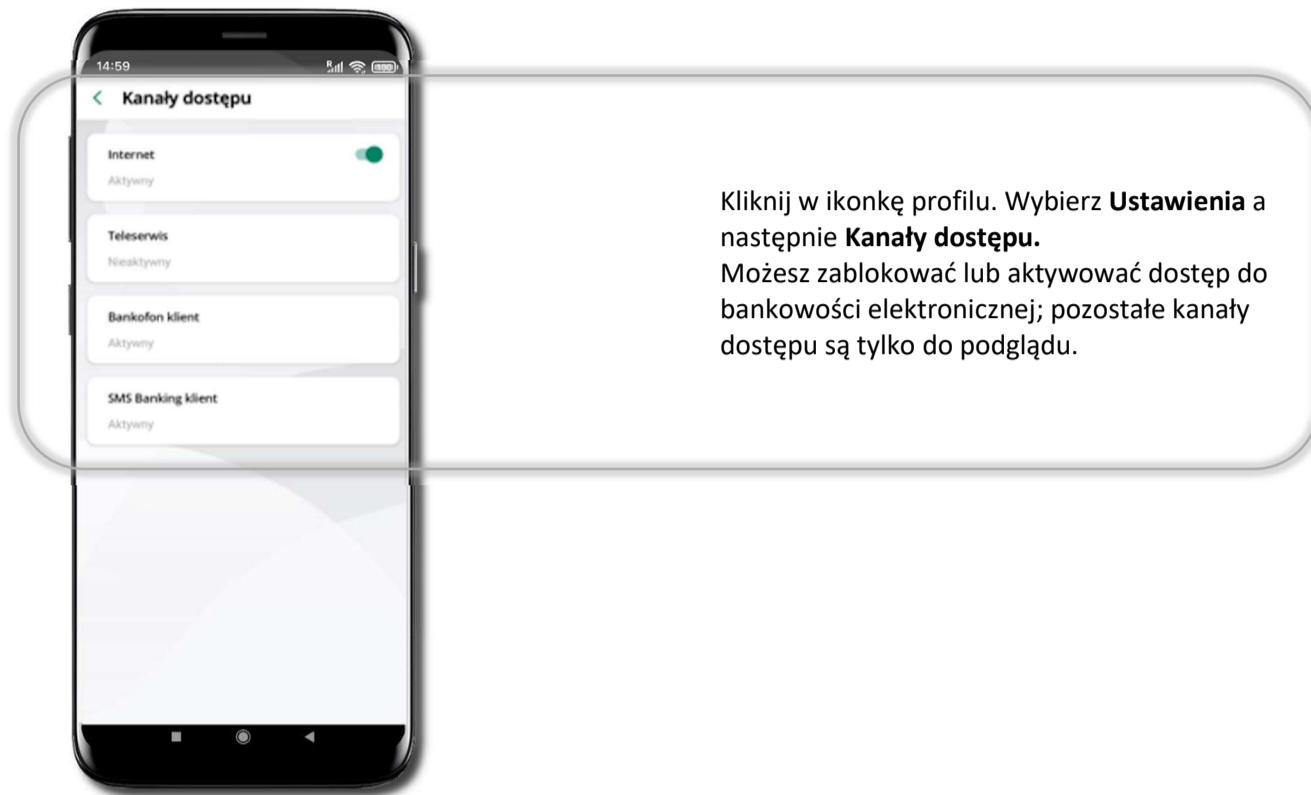 14:59
Kanały dostępu
Internet
Aktywny
Teleserwis
Nieaktywny
Bankofon klient
Aktywny
SMS Banking klient
Aktywny
Kliknij w ikonkę profilu. Wybierz Ustawienia a
następnie Kanały dostępu.
Możesz zablokować lub aktywować dostęp do
bankowości elektronicznej; pozostałe kanały
dostępu są tylko do podglądu.